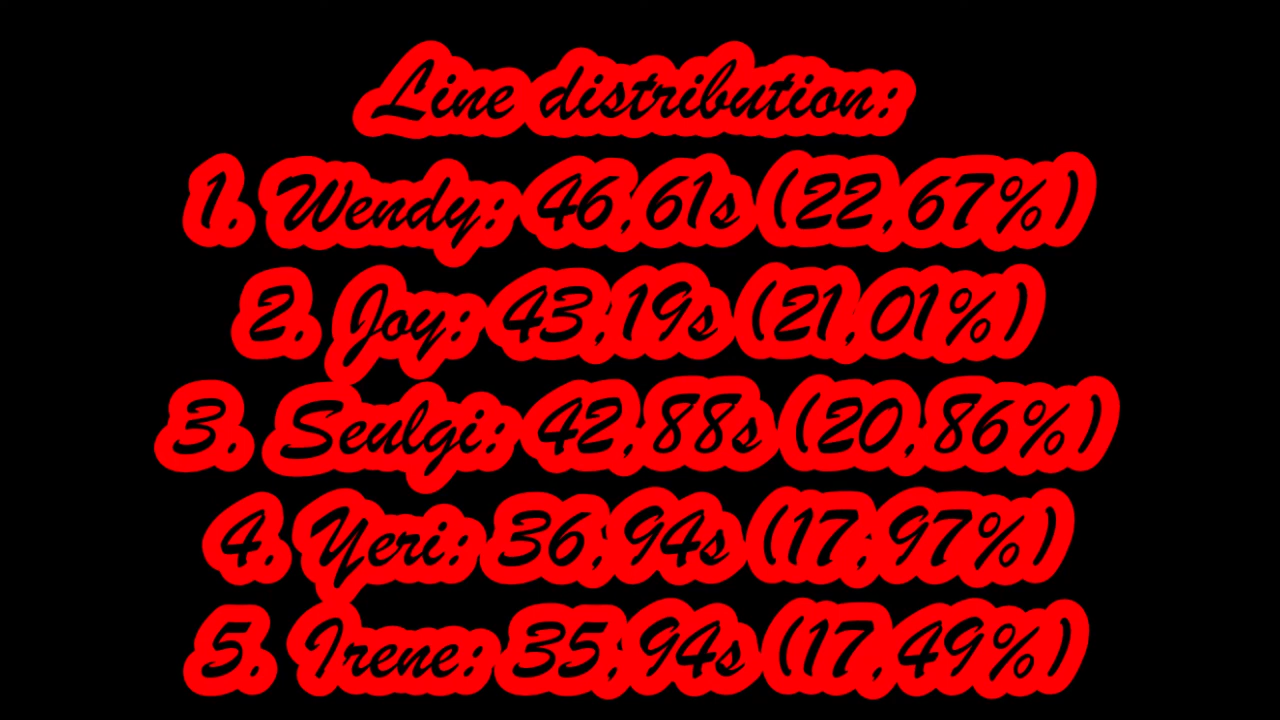 Line distribution:
1. Wendy: 46,61s (22,67%)
2. Joy: 43,19s (21,01%)
3. Seulgi: 42,88s (20,86%)
4. Yeri: 36,94s (17,97%)
5. Irene: 35,94s (17,49%)